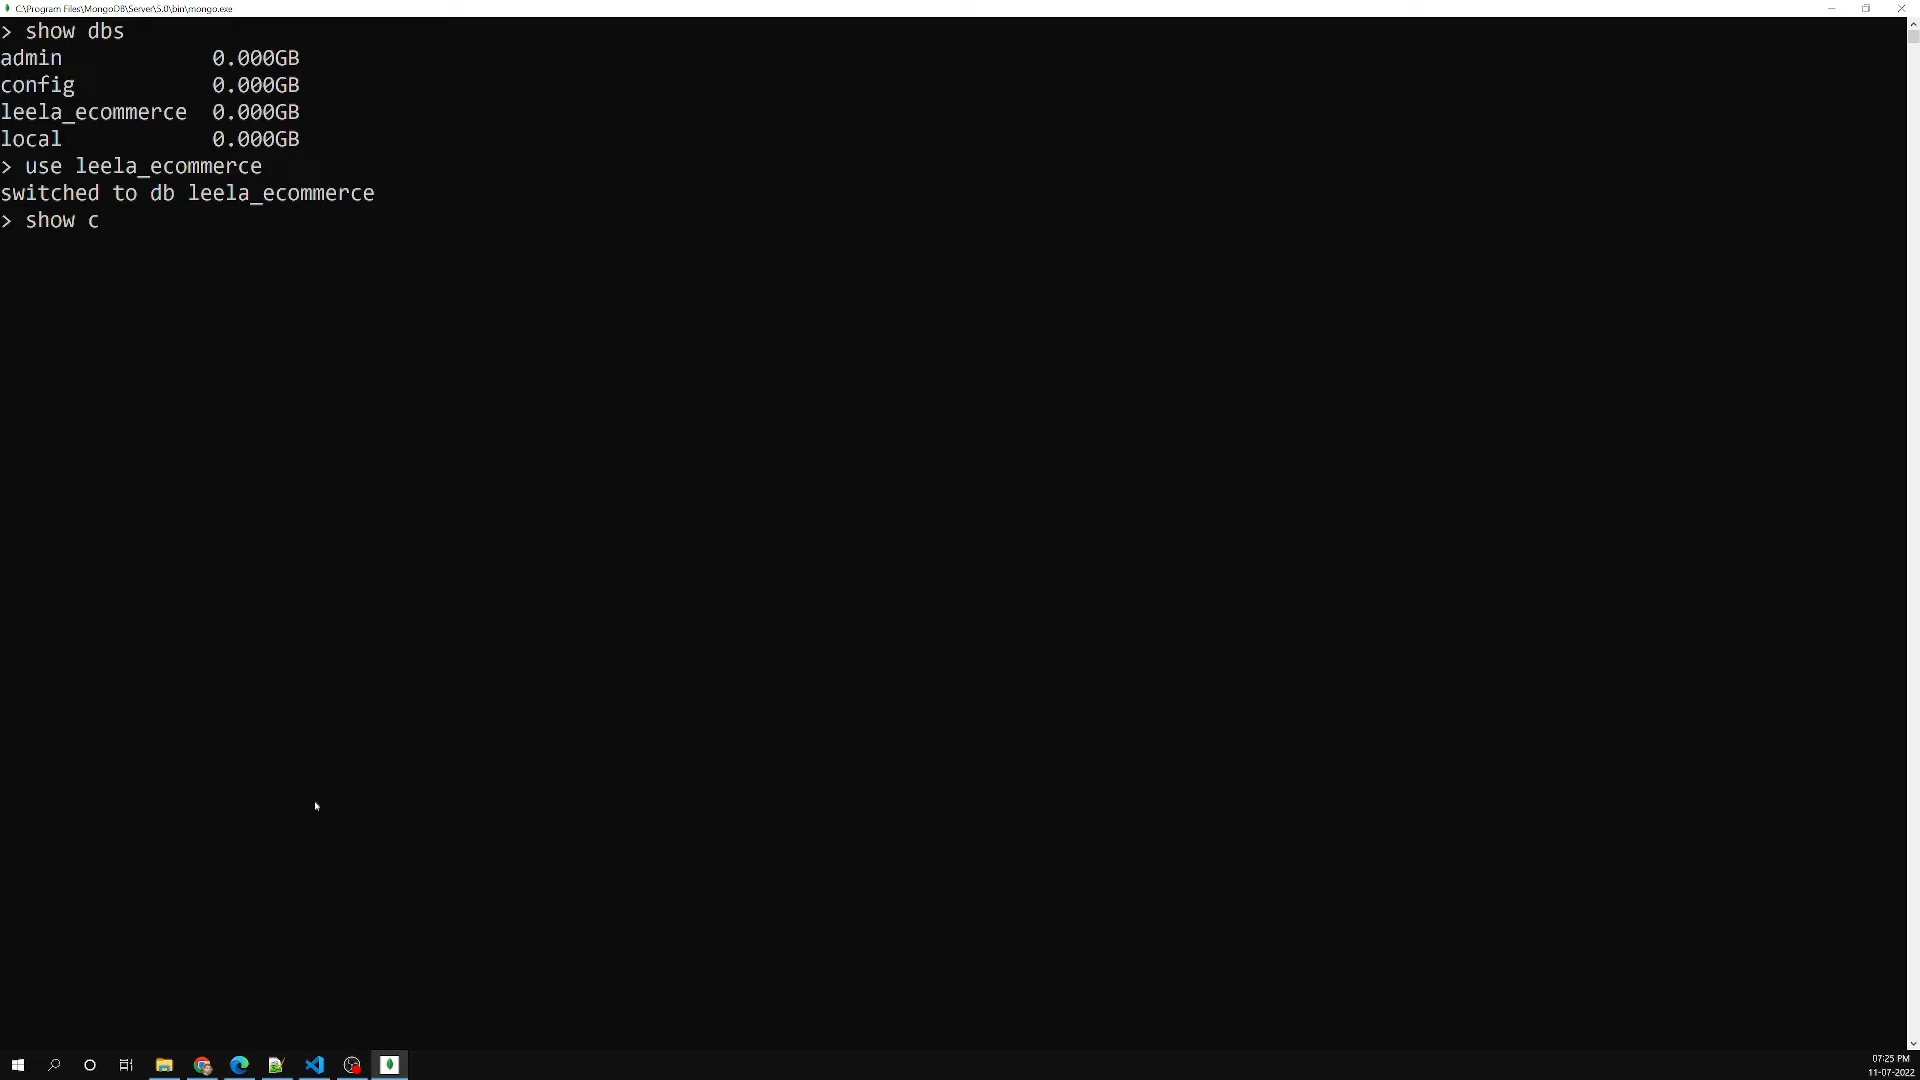 C:\Program Files\MongoDB\Server\5.0\bin\mongo.exe
> show dbs
admin 0.000GB
config 0.000GB
leela_ecommerce 0.000GB
local 0.000GB
> use leela_ecommerce
switched to db leela_ecommerce
> show c
07:25 PM
11-07-2022